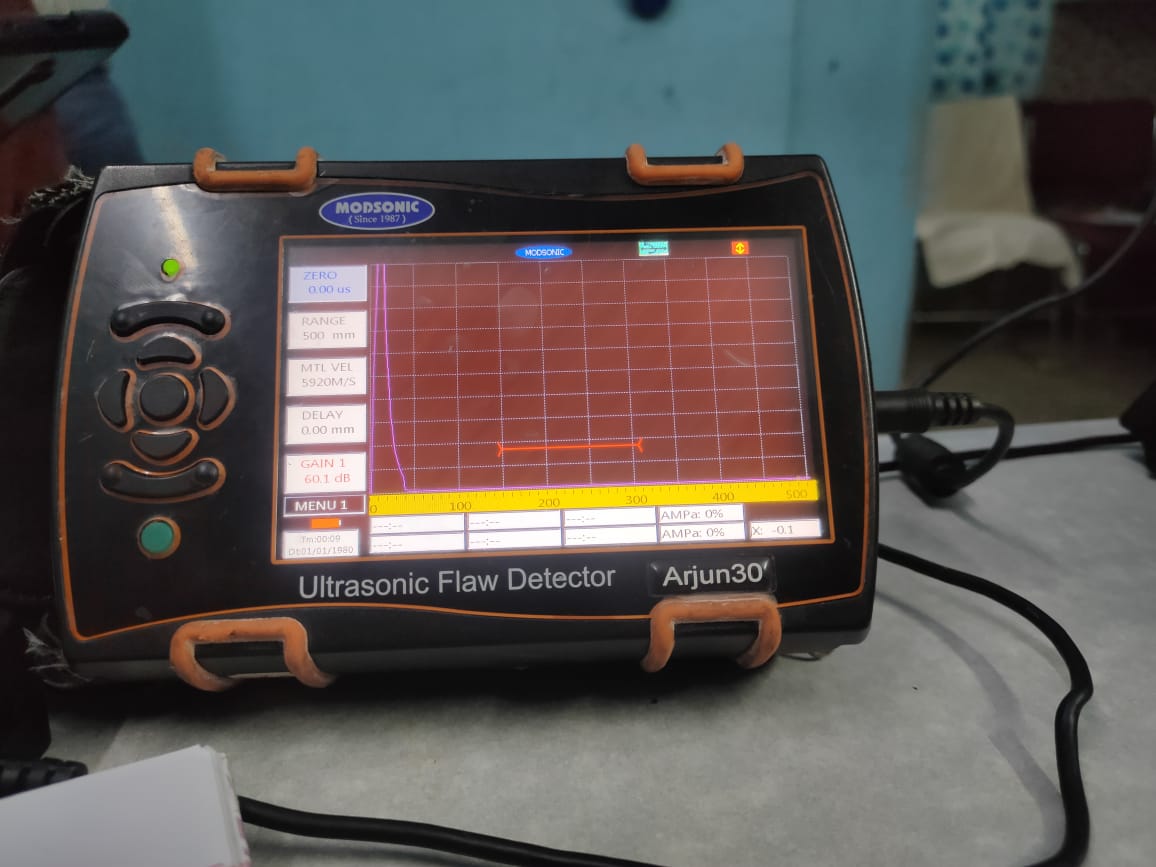 MODSONIC
(Since 1987)
MODSONIC
ZERO
0.00 us
RANGE
500 mm
MTL VEL
5920M/S
DELAY
0.00 mm
GAIN 1
60.1 dB
MENU 1
0 100 200 300 400 500
---:-- ---:-- ---:-- AMPa: 0%
---:-- ---:-- ---:-- AMPa: 0% X: -0.1
Tm:00:09
Dt:01/01/1980
Ultrasonic Flaw Detector Arjun30